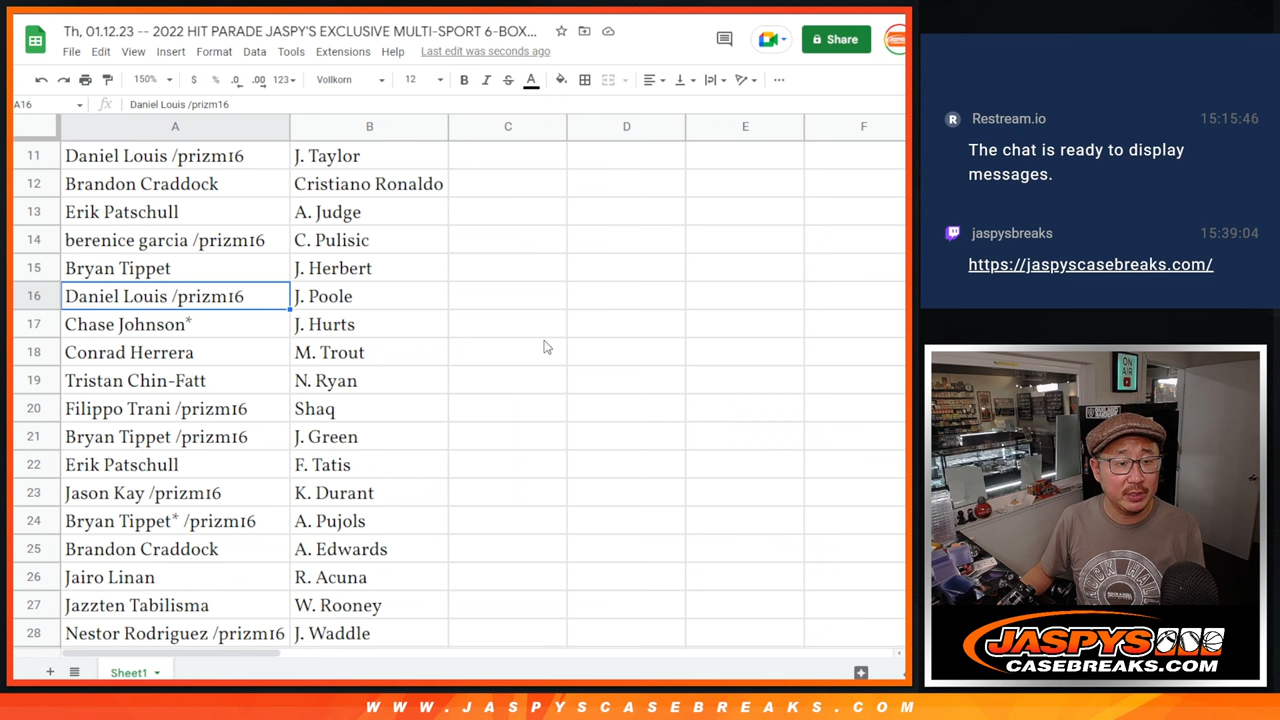 Th, 01.12.23 -- 2022 HIT PARADE JASPY'S EXCLUSIVE MULTI-SPORT 6-BOX...
File Edit View Insert Format Data Tools Extensions Help Last edit was seconds ago
Share
150% $ % .0 .00 123 Vollkorn 12 B I S A
A16 fx Daniel Louis /prizm16
A B C D E F
11 Daniel Louis /prizm16 J. Taylor
12 Brandon Craddock Cristiano Ronaldo
13 Erik Patschull A. Judge
14 berenice garcia /prizm16 C. Pulisic
15 Bryan Tippet J. Herbert
16 Daniel Louis /prizm16 J. Poole
17 Chase Johnson* J. Hurts
18 Conrad Herrera M. Trout
19 Tristan Chin-Fatt N. Ryan
20 Filippo Trani /prizm16 Shaq
21 Bryan Tippet /prizm16 J. Green
22 Erik Patschull F. Tatis
23 Jason Kay /prizm16 K. Durant
24 Bryan Tippet* /prizm16 A. Pujols
25 Brandon Craddock A. Edwards
26 Jairo Linan R. Acuna
27 Jazzten Tabilisma W. Rooney
28 Nestor Rodriguez /prizm16 J. Waddle
Sheet1
R Restream.io 15:15:46
The chat is ready to display
messages.
jaspysbreaks 15:39:04
https://jaspyscasebreaks.com/
ON
AIR
JASPYS
CASEBREAKS.COM
WWW.JASPYSCASEBREAKS.COM